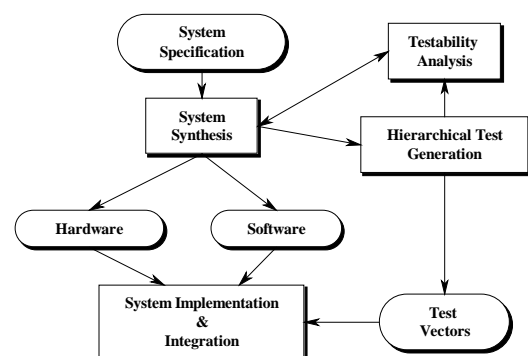 System
Specification
Testability
Analysis
System
Synthesis
Hierarchical Test
Generation
Hardware
Software
System Implementation
&
Integration
Test
Vectors